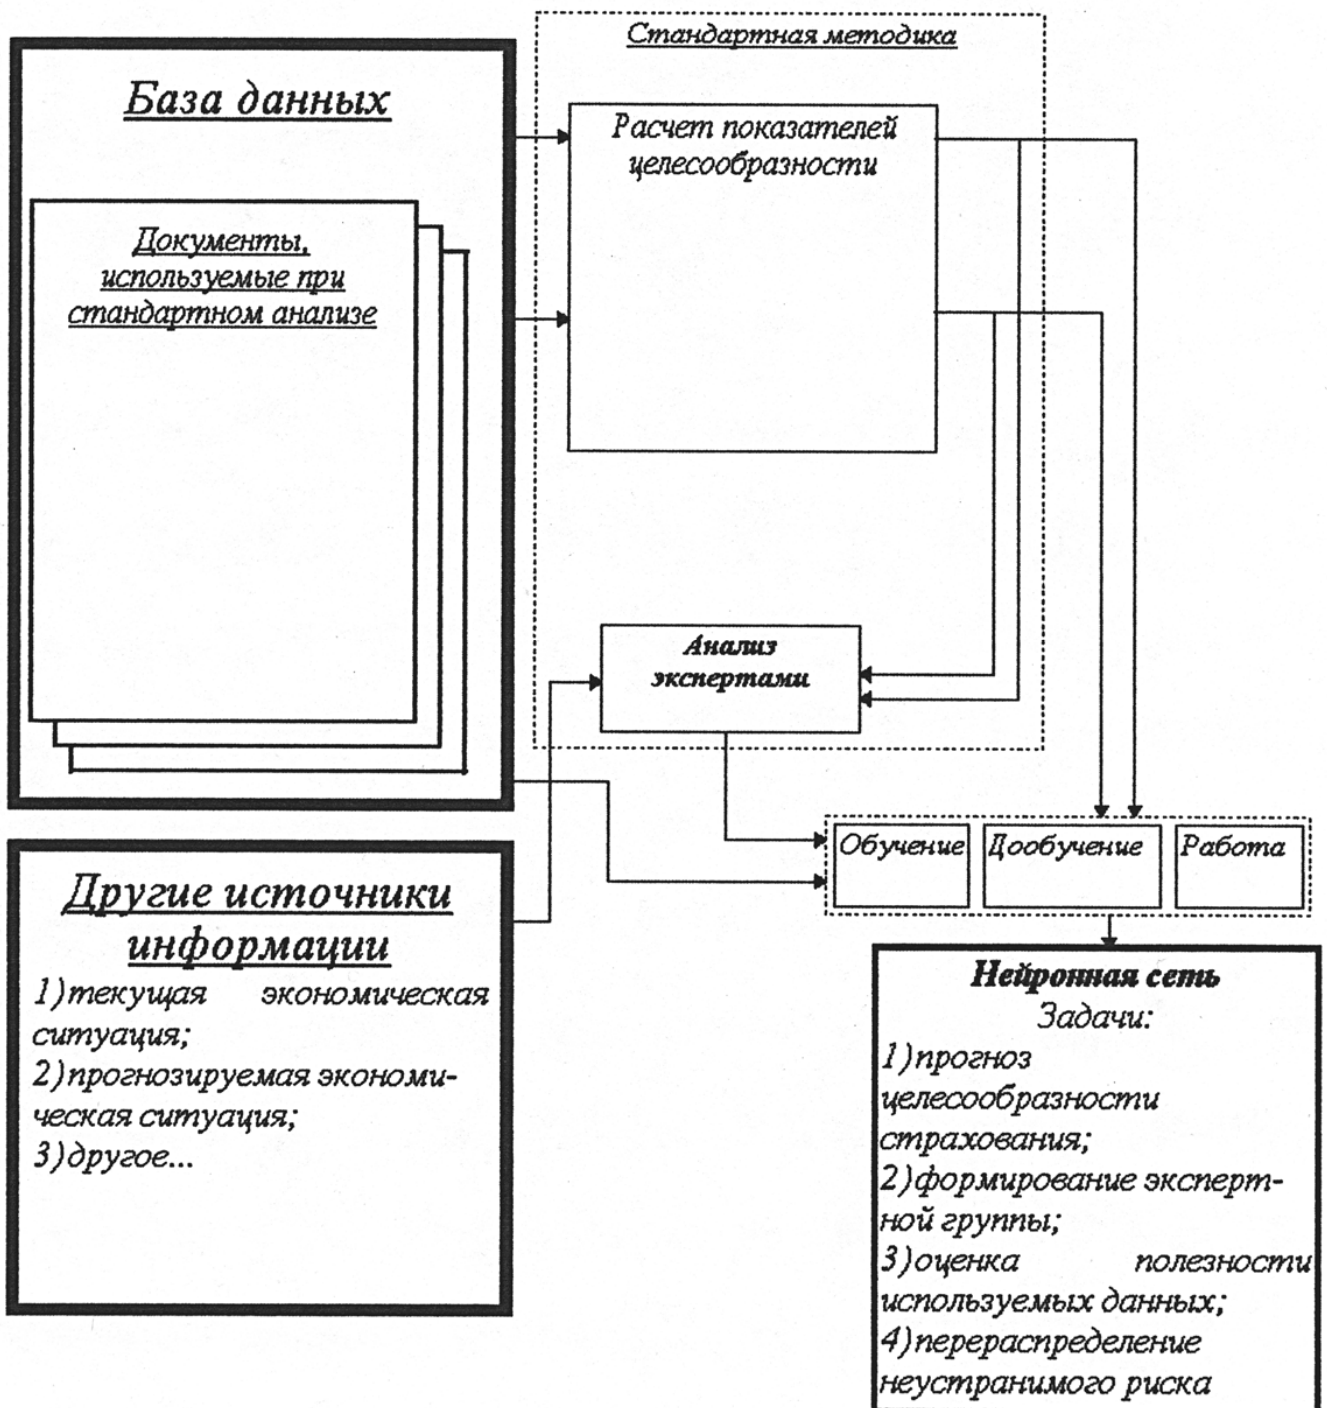 База данных
Документы,
используемые при
стандартном анализе
Стандартная методика
Расчет показателей
целесообразности
Анализ
экспертами
Обучение
Дообучение
Работа
Другие источники
информации
1)текущая экономическая
ситуация;
2)прогнозируемая экономи-
ческая ситуация;
3)другое...
Нейронная сеть
Задачи:
1)прогноз
целесообразности
страхования;
2)формирование эксперт-
ной группы;
3)оценка полезности
используемых данных;
4)перераспределение
неустранимого риска